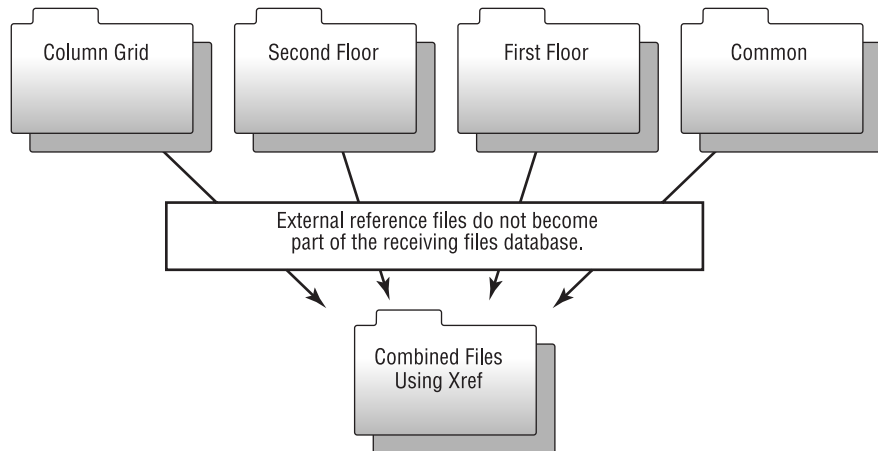 Column Grid
Second Floor
First Floor
Common
External reference files do not become
part of the receiving files database.
Combined Files
Using Xref